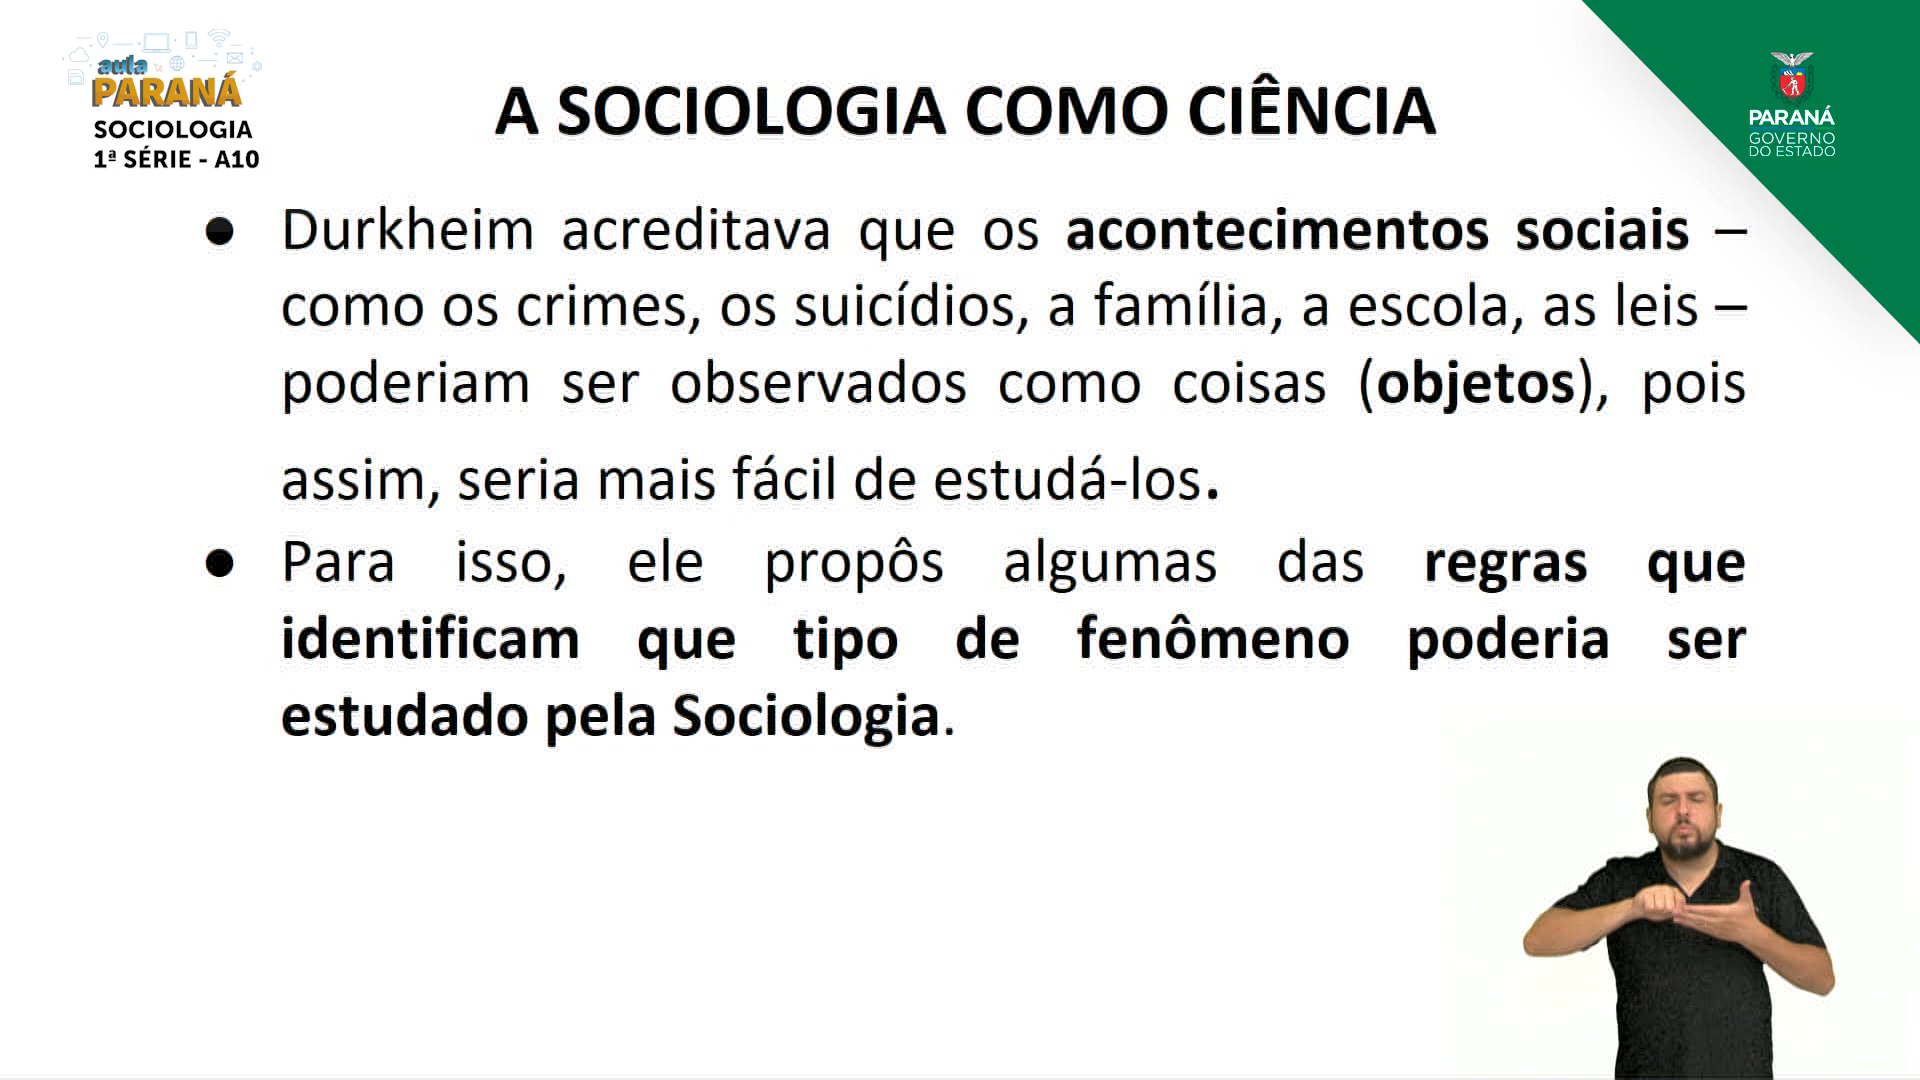 aula
PARANÁ
SOCIOLOGIA
1ª SÉRIE - A10
A SOCIOLOGIA COMO CIÊNCIA
PARANÁ
GOVERNO
DO ESTADO
● Durkheim acreditava que os acontecimentos sociais –
como os crimes, os suicídios, a família, a escola, as leis –
poderiam ser observados como coisas (objetos), pois
assim, seria mais fácil de estudá-los.
● Para isso, ele propôs algumas das regras que
identificam que tipo de fenômeno poderia ser
estudado pela Sociologia.